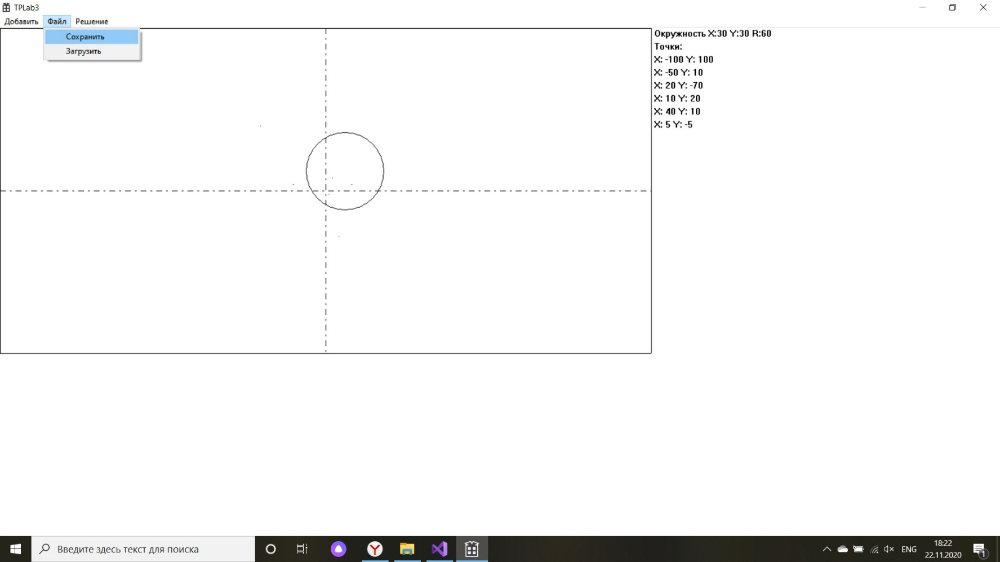 TPLab3
Добавить Файл Решение
Сохранить
Загрузить
Окружность X:30 Y:30 R:60
Точки:
X: -100 Y: 100
X: -50 Y: 10
X: 20 Y: -70
X: 10 Y: 20
X: 40 Y: 10
X: 5 Y: -5
Введите здесь текст для поиска
ENG
18:22
22.11.2020
1